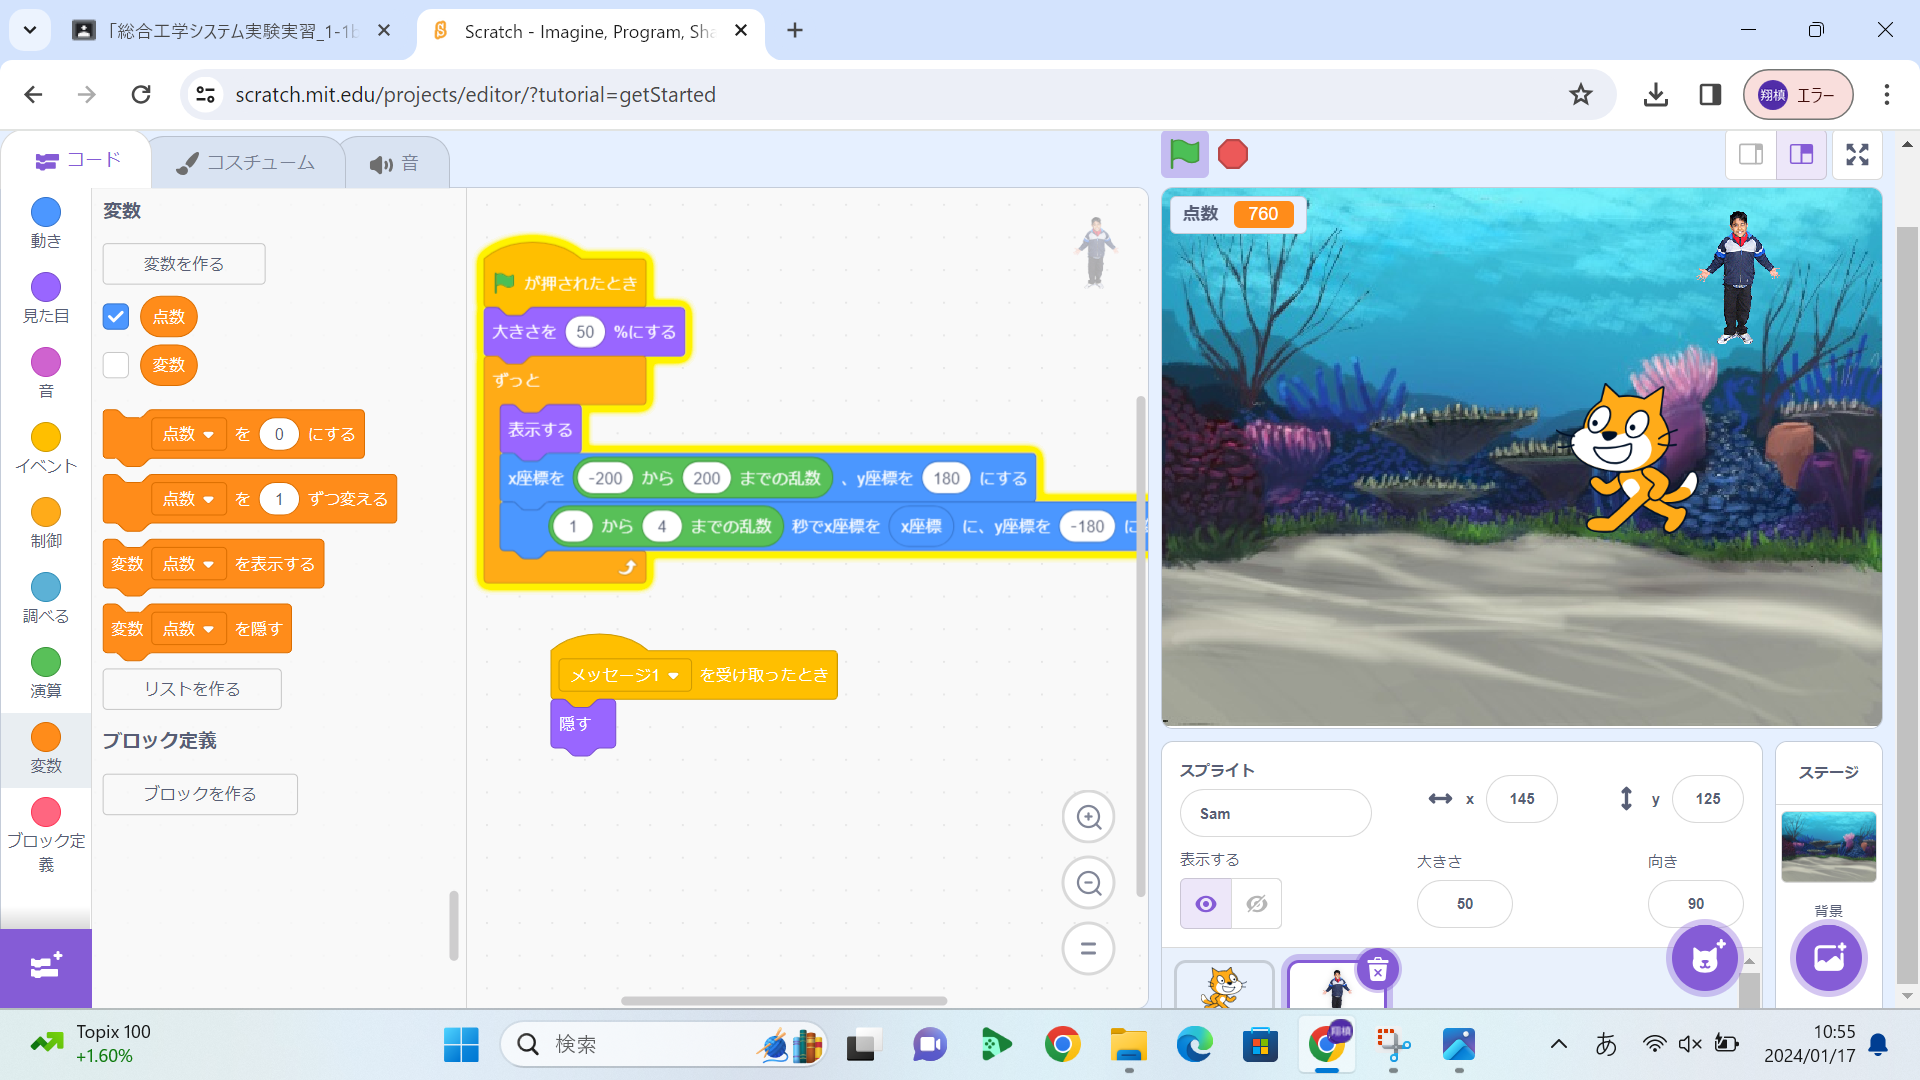 「総合工学システム実験実習_1-1b
Scratch - Imagine, Program, Sha
scratch.mit.edu/projects/editor/?tutorial=getStarted
翔槙 エラー
コード
コスチューム
音
動き
見た目
音
イベント
制御
調べる
演算
変数
ブロック定
義
変数
変数を作る
点数
変数
点数 を 0 にする
点数 を 1 ずつ変える
変数 点数 を表示する
変数 点数 を隠す
リストを作る
ブロック定義
ブロックを作る
が押されたとき
大きさを 50 %にする
ずっと
表示する
x座標を -200 から 200 までの乱数 、y座標を 180 にする
1 から 4 までの乱数 秒でx座標を x座標 に、y座標を -180 に
メッセージ1 を受け取ったとき
隠す
点数 760
スプライト
Sam
x 145
y 125
表示する
大きさ
50
向き
90
ステージ
背景
Topix 100
+1.60%
検索
翔槙
あ
10:55
2024/01/17